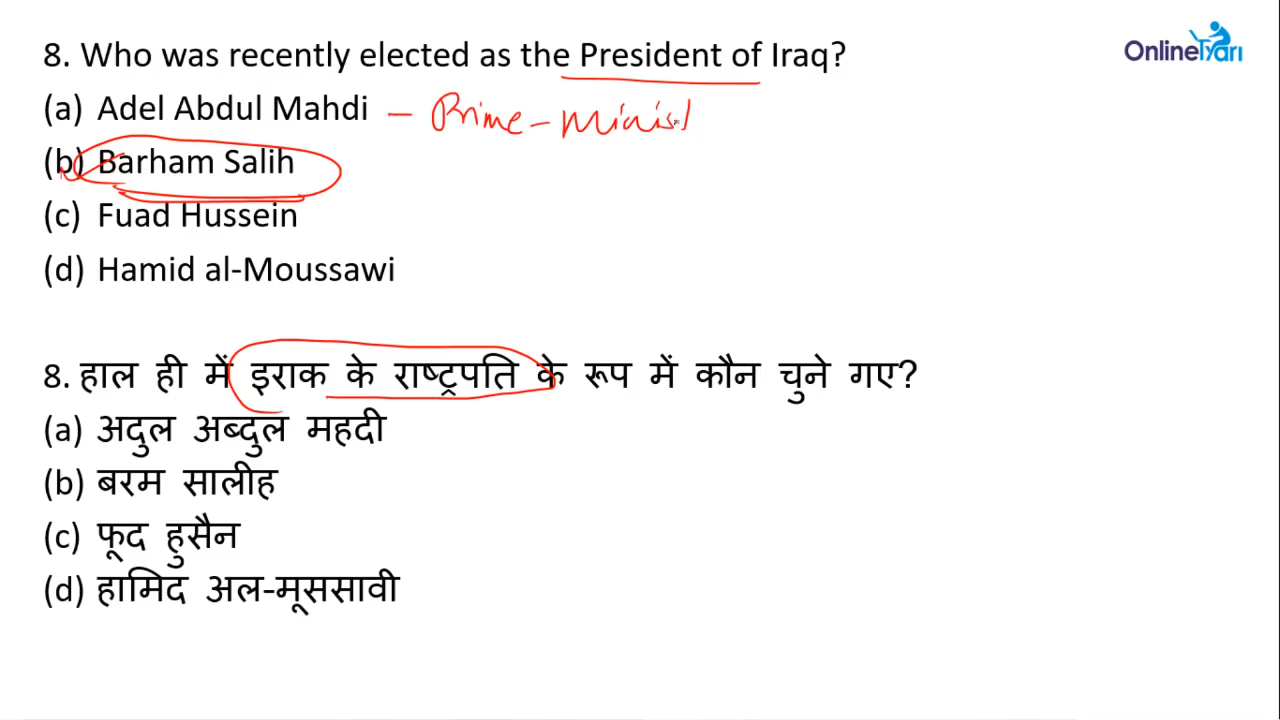 OnlineTyari
8. Who was recently elected as the President of Iraq?
(a) Adel Abdul Mahdi – Prime – Minist
(b) Barham Salih
(c) Fuad Hussein
(d) Hamid al-Moussawi
8. हाल ही में इराक के राष्ट्रपति के रूप में कौन चुने गए?
(a) अदुल अब्दुल महदी
(b) बरम सालीह
(c) फूद हुसैन
(d) हामिद अल-मूससावी